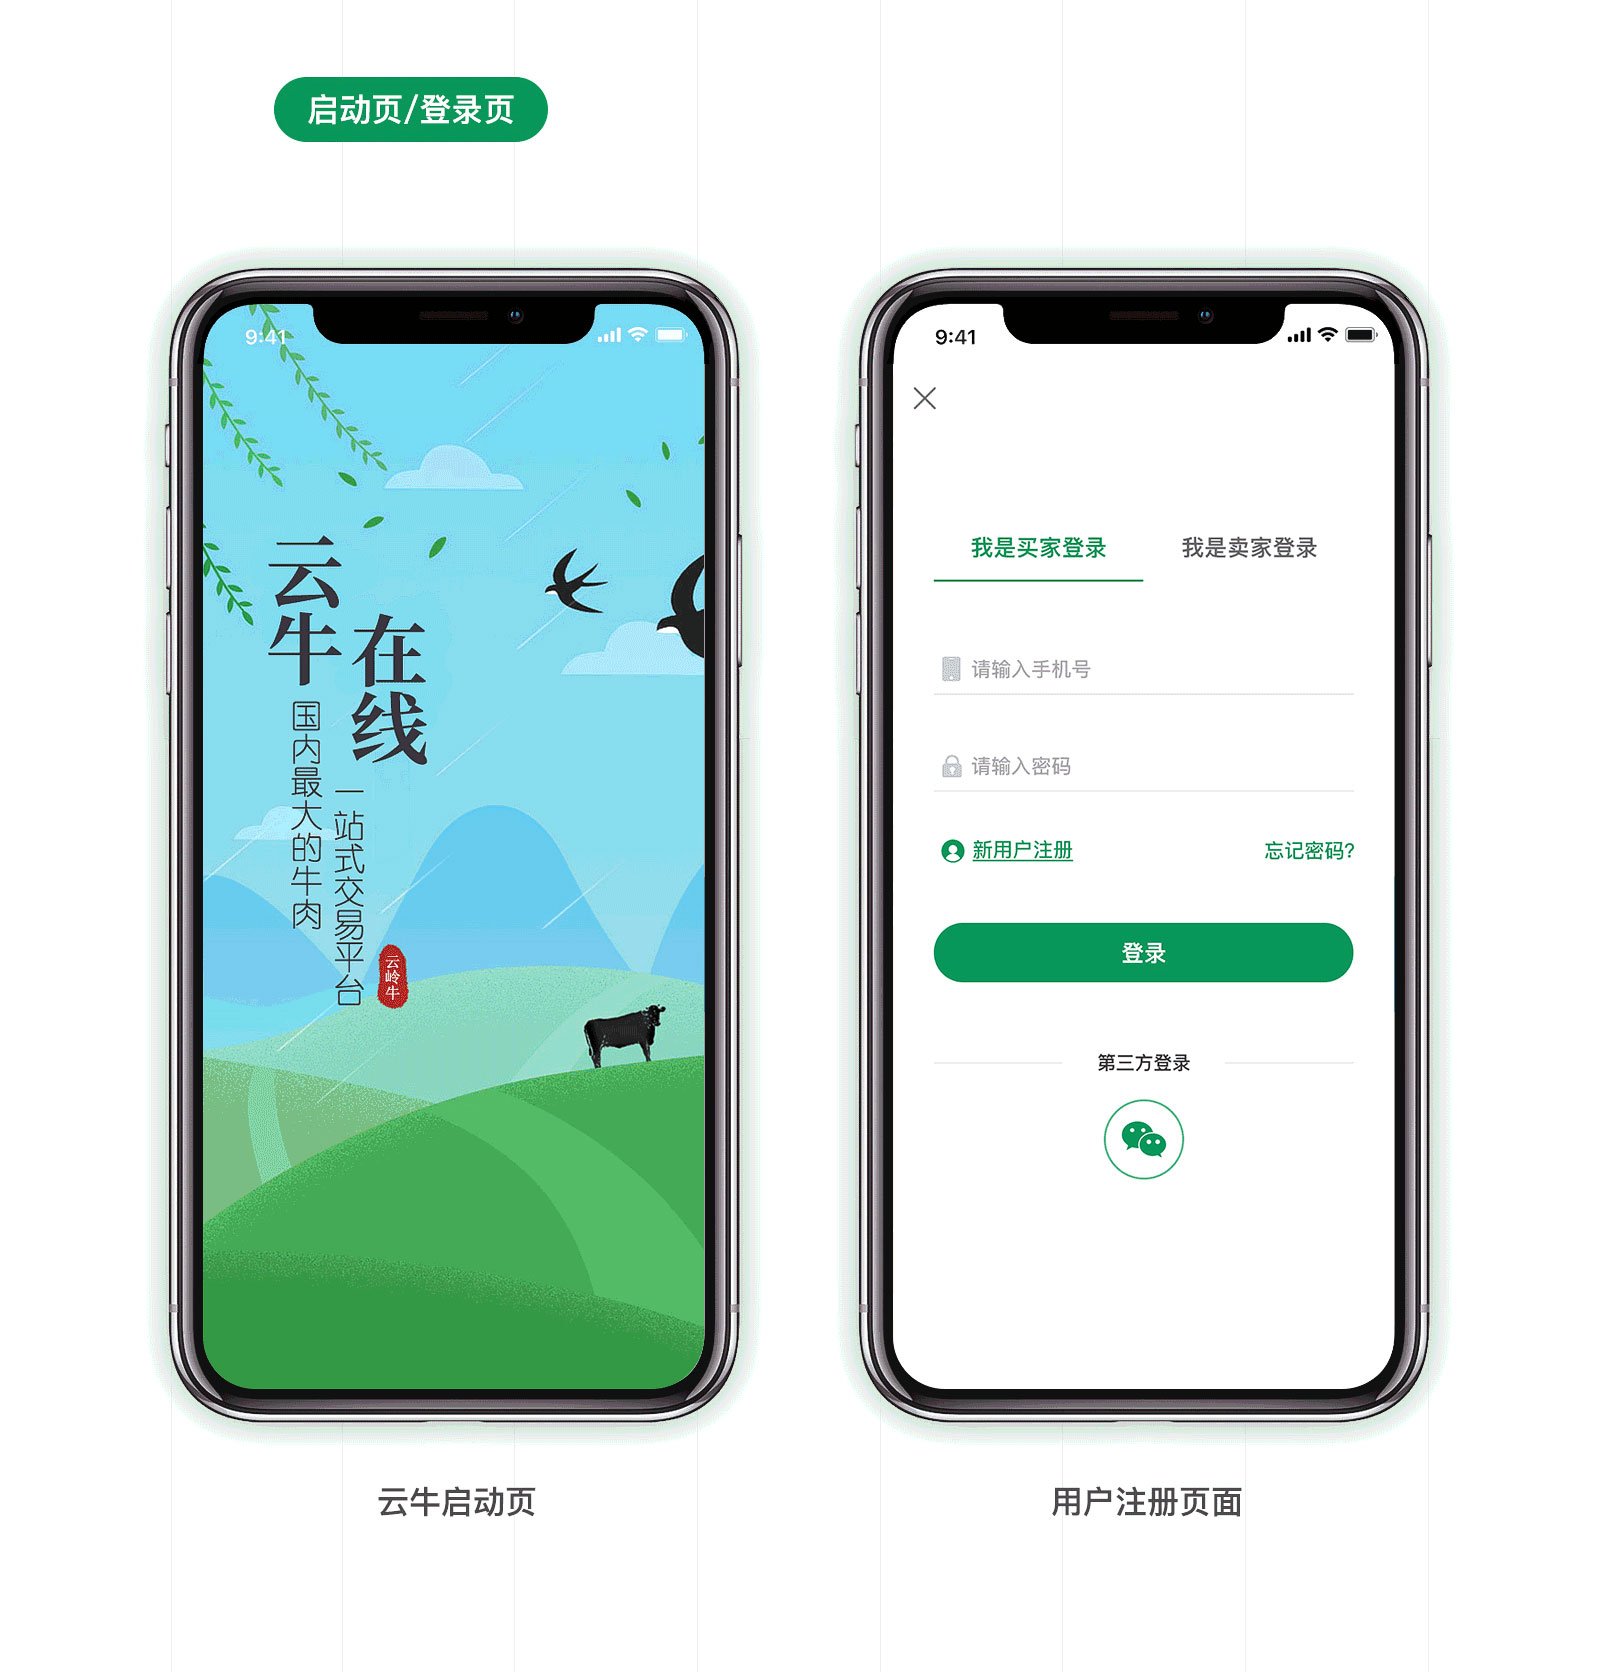 启动页/登录页
9:41
云牛
在线
国内最大的牛肉
一站式交易平台
云岭牛
云牛启动页
9:41
我是买家登录
我是卖家登录
请输入手机号
请输入密码
新用户注册
忘记密码?
登录
第三方登录
用户注册页面